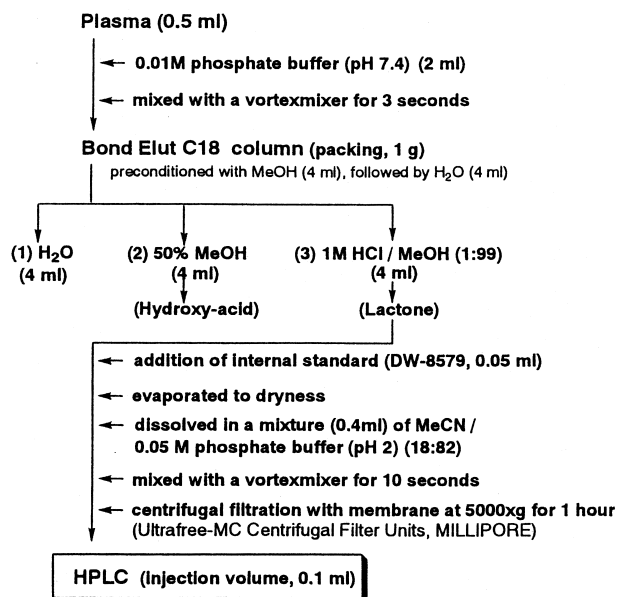 Plasma (0.5 ml)
0.01M phosphate buffer (pH 7.4) (2 ml)
mixed with a vortexmixer for 3 seconds
Bond Elut C18 column (packing, 1 g)
preconditioned with MeOH (4 ml), followed by H₂O (4 ml)
(1) H₂O
(4 ml)
(2) 50% MeOH
(4 ml)
(3) 1M HCl / MeOH (1:99)
(4 ml)
(Hydroxy-acid)
(Lactone)
addition of internal standard (DW-8579, 0.05 ml)
evaporated to dryness
dissolved in a mixture (0.4ml) of MeCN /
0.05 M phosphate buffer (pH 2) (18:82)
mixed with a vortexmixer for 10 seconds
centrifugal filtration with membrane at 5000xg for 1 hour
(Ultrafree-MC Centrifugal Filter Units, MILLIPORE)
HPLC (injection volume, 0.1 ml)